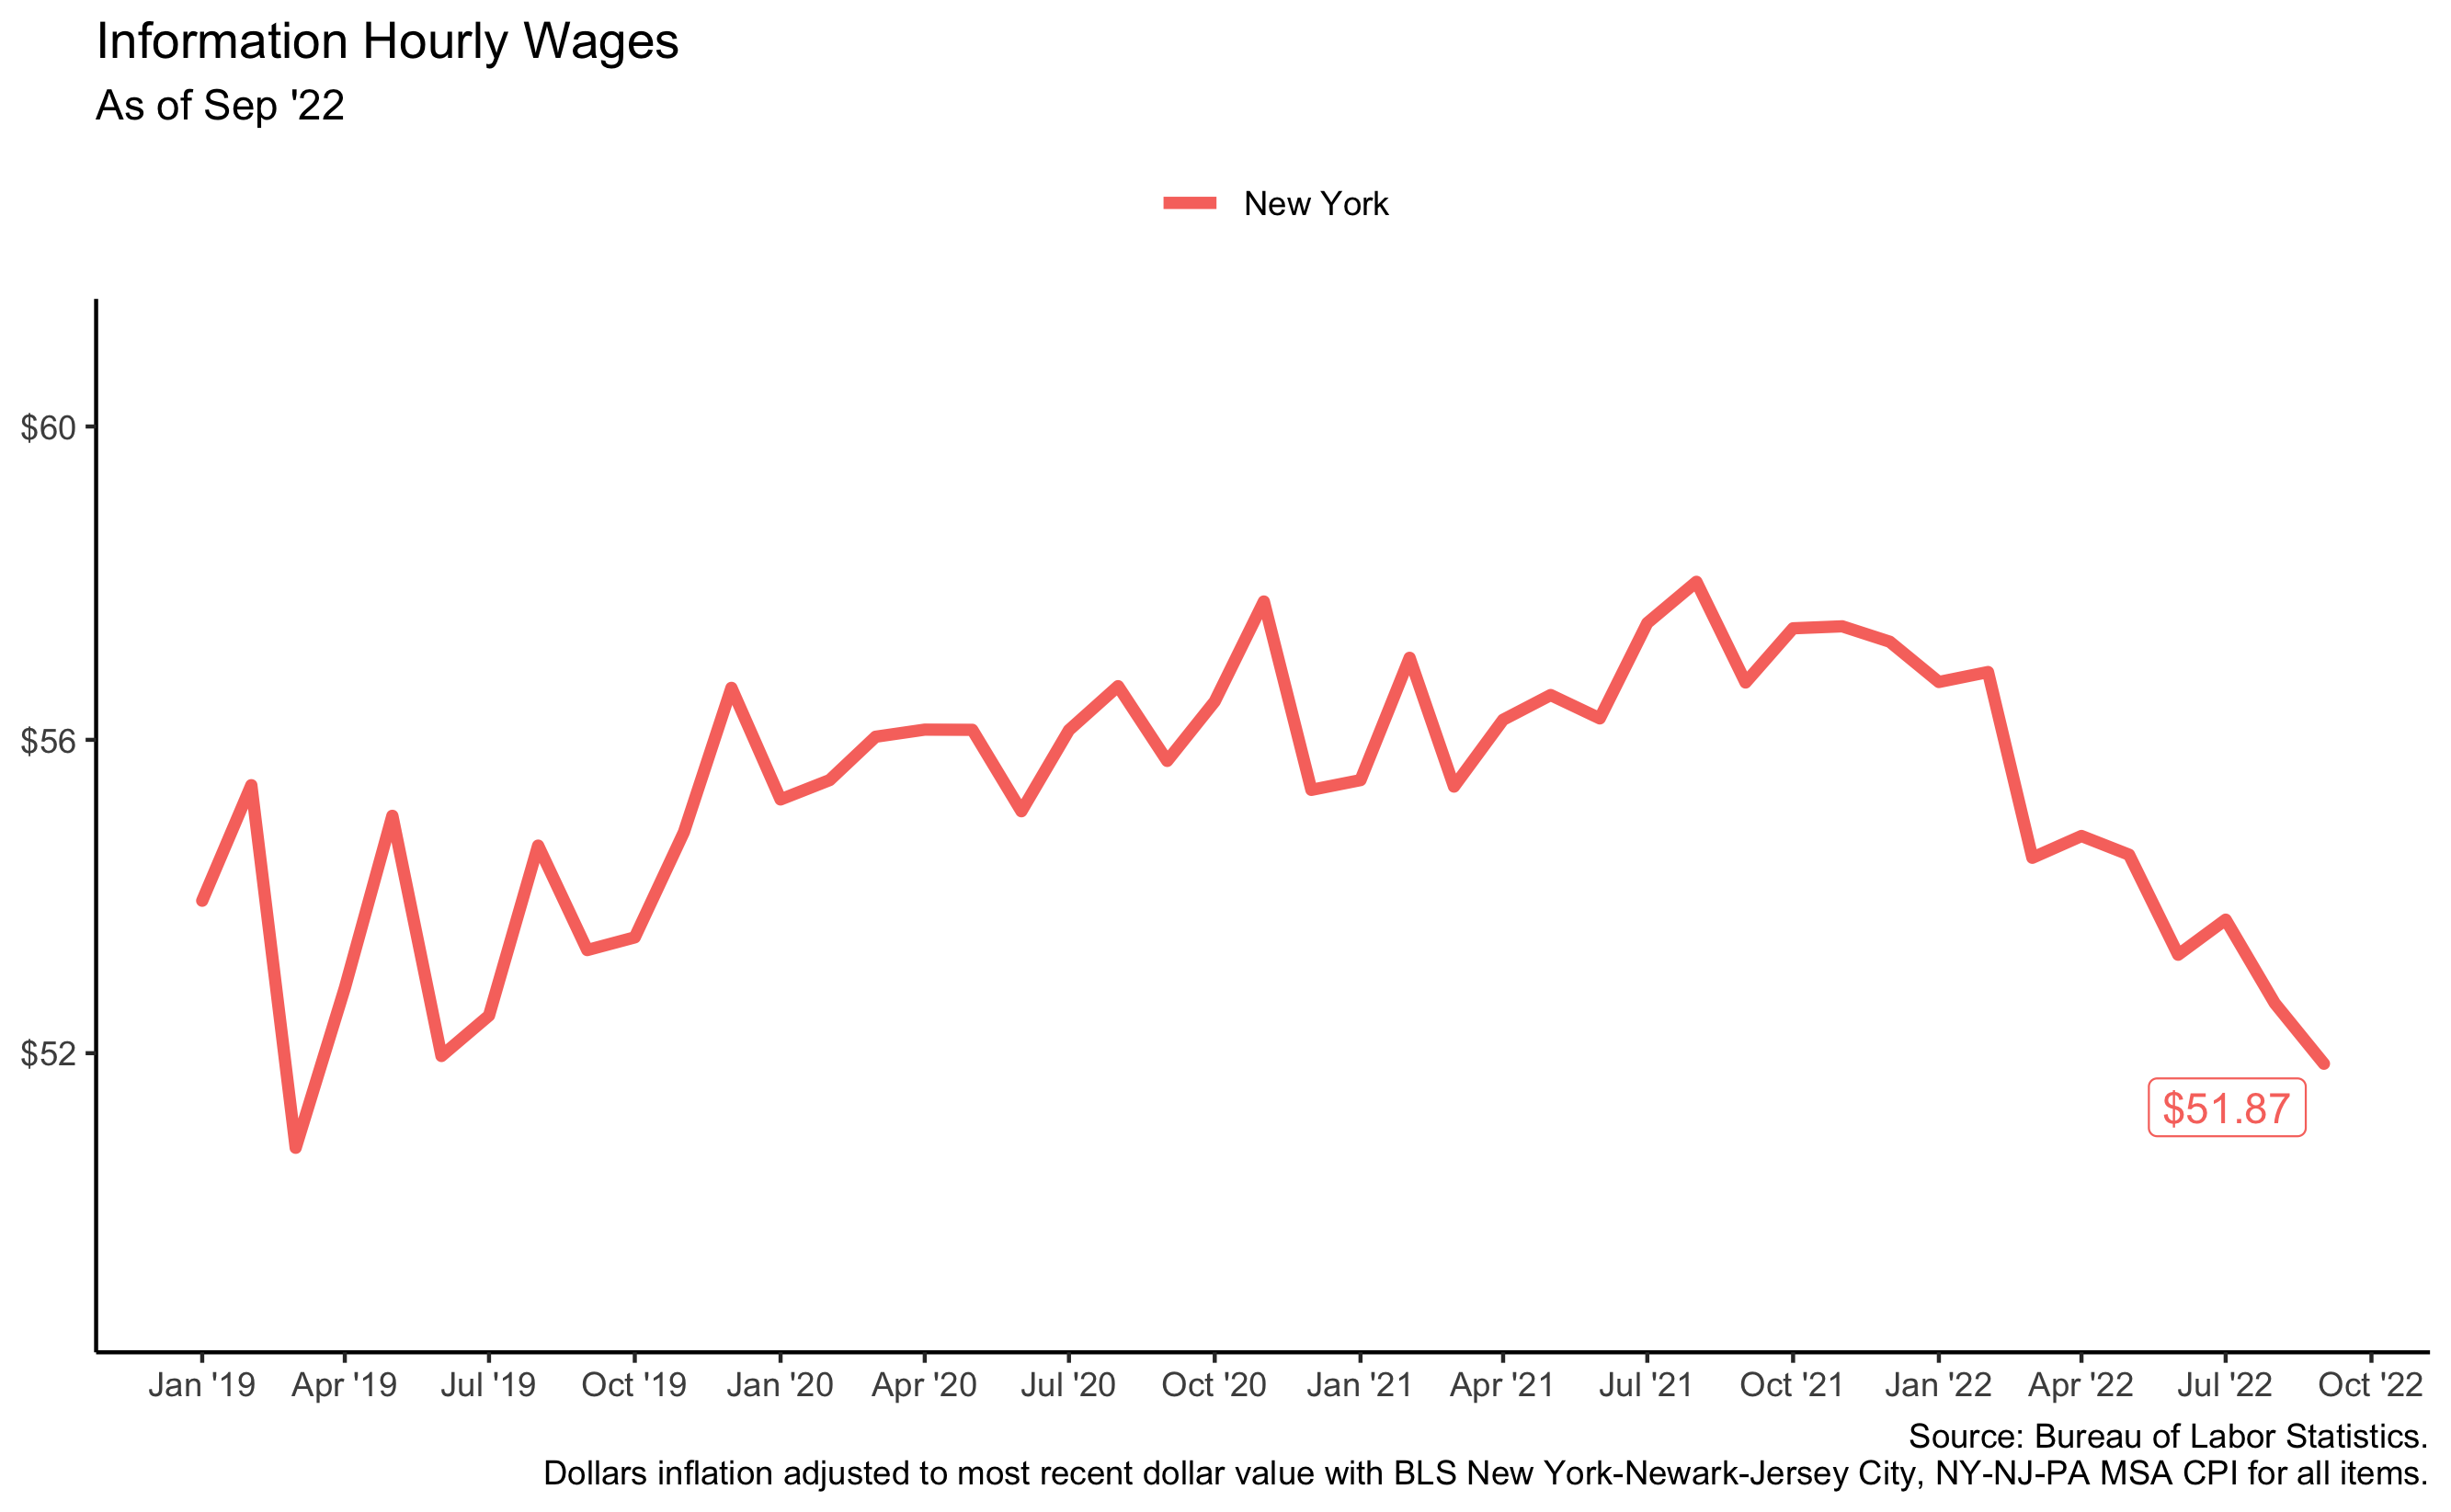 Information Hourly Wages
As of Sep '22
New York
$60
$56
$52
$51.87
Jan '19 Apr '19 Jul '19 Oct '19 Jan '20 Apr '20 Jul '20 Oct '20 Jan '21 Apr '21 Jul '21 Oct '21 Jan '22 Apr '22 Jul '22 Oct '22
Source: Bureau of Labor Statistics.
Dollars inflation adjusted to most recent dollar value with BLS New York-Newark-Jersey City, NY-NJ-PA MSA CPI for all items.